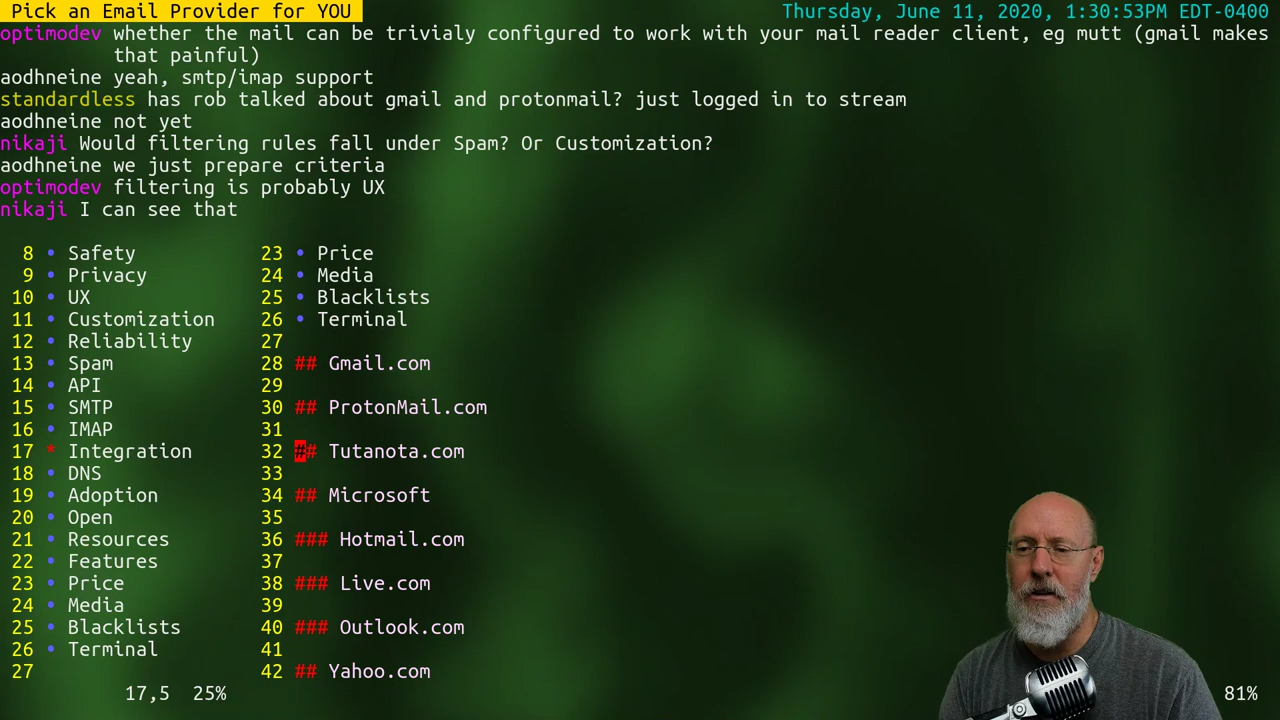 Pick an Email Provider for YOU
Thursday, June 11, 2020, 1:30:53PM EDT-0400
optimodev whether the mail can be trivialy configured to work with your mail reader client, eg mutt (gmail makes
that painful)
aodhneine yeah, smtp/imap support
standardless has rob talked about gmail and protonmail? just logged in to stream
aodhneine not yet
nikaji Would filtering rules fall under Spam? Or Customization?
aodhneine we just prepare criteria
optimodev filtering is probably UX
nikaji I can see that
8 • Safety
9 • Privacy
10 • UX
11 • Customization
12 • Reliability
13 • Spam
14 • API
15 • SMTP
16 • IMAP
17 * Integration
18 • DNS
19 • Adoption
20 • Open
21 • Resources
22 • Features
23 • Price
24 • Media
25 • Blacklists
26 • Terminal
27
17,5 25%
23 • Price
24 • Media
25 • Blacklists
26 • Terminal
27
28 ## Gmail.com
29
30 ## ProtonMail.com
31
32 ## Tutanota.com
33
34 ## Microsoft
35
36 ### Hotmail.com
37
38 ### Live.com
39
40 ### Outlook.com
41
42 ## Yahoo.com
81%